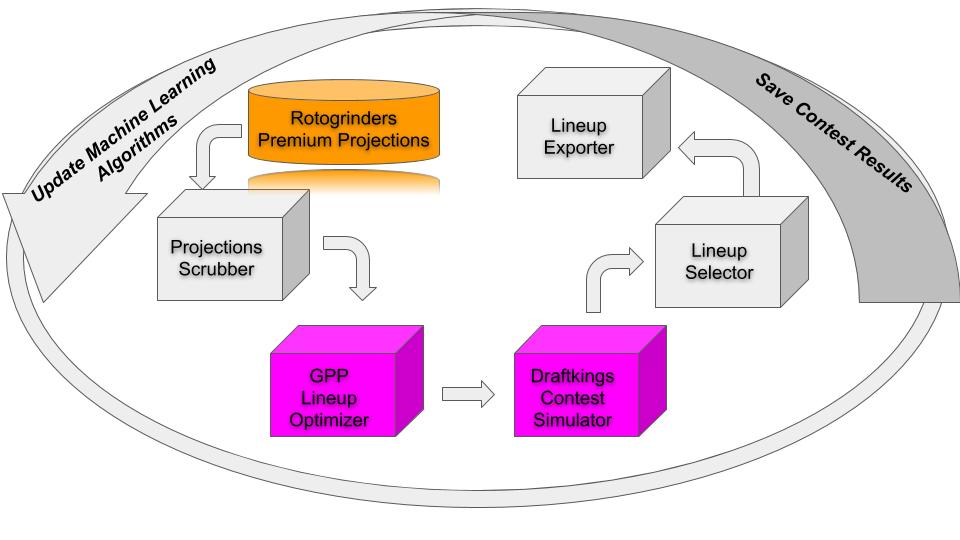 Update Machine Learning
Algorithms
Save Contest Results
Rotogrinders
Premium Projections
Projections
Scrubber
GPP
Lineup
Optimizer
Draftkings
Contest
Simulator
Lineup
Selector
Lineup
Exporter